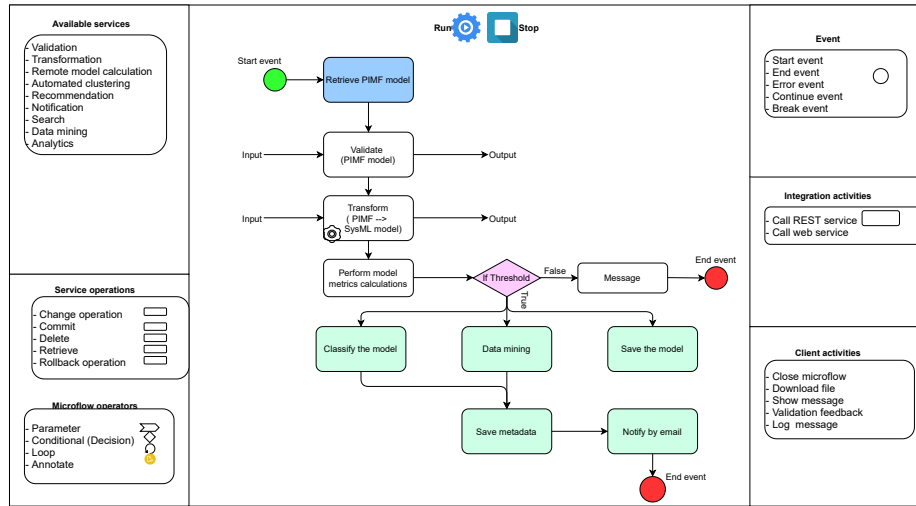 Available services
- Validation
- Transformation
- Remote model calculation
- Automated clustering
- Recommendation
- Notification
- Search
- Data mining
- Analytics
Service operations
- Change operation
- Commit
- Delete
- Retrieve
- Rollback operation
Microflow operators
- Parameter
- Conditional (Decision)
- Loop
- Annotate
Run
Stop
Start event
Retrieve PIMF model
Input
Validate
(PIMF model)
Output
Input
Transform
( PIMF -->
SysML model)
Output
Perform model
metrics calculations
If Threshold
False
Message
End event
True
Classify the model
Data mining
Save the model
Save metadata
Notify by email
End event
Event
- Start event
- End event
- Error event
- Continue event
- Break event
Integration activities
- Call REST service
- Call web service
Client activities
- Close microflow
- Download file
- Show message
- Validation feedback
- Log message